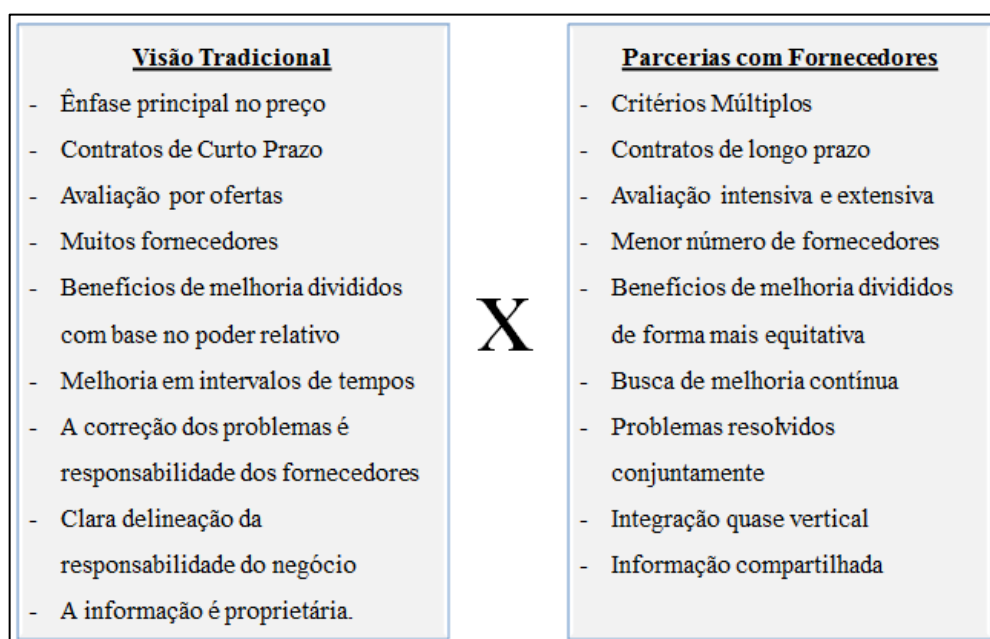 Visão Tradicional
- Ênfase principal no preço
- Contratos de Curto Prazo
- Avaliação por ofertas
- Muitos fornecedores
- Benefícios de melhoria divididos
com base no poder relativo
- Melhoria em intervalos de tempos
- A correção dos problemas é
responsabilidade dos fornecedores
- Clara delineação da
responsabilidade do negócio
- A informação é proprietária.
X
Parcerias com Fornecedores
- Critérios Múltiplos
- Contratos de longo prazo
- Avaliação intensiva e extensiva
- Menor número de fornecedores
- Benefícios de melhoria divididos
de forma mais equitativa
- Busca de melhoria contínua
- Problemas resolvidos
conjuntamente
- Integração quase vertical
- Informação compartilhada